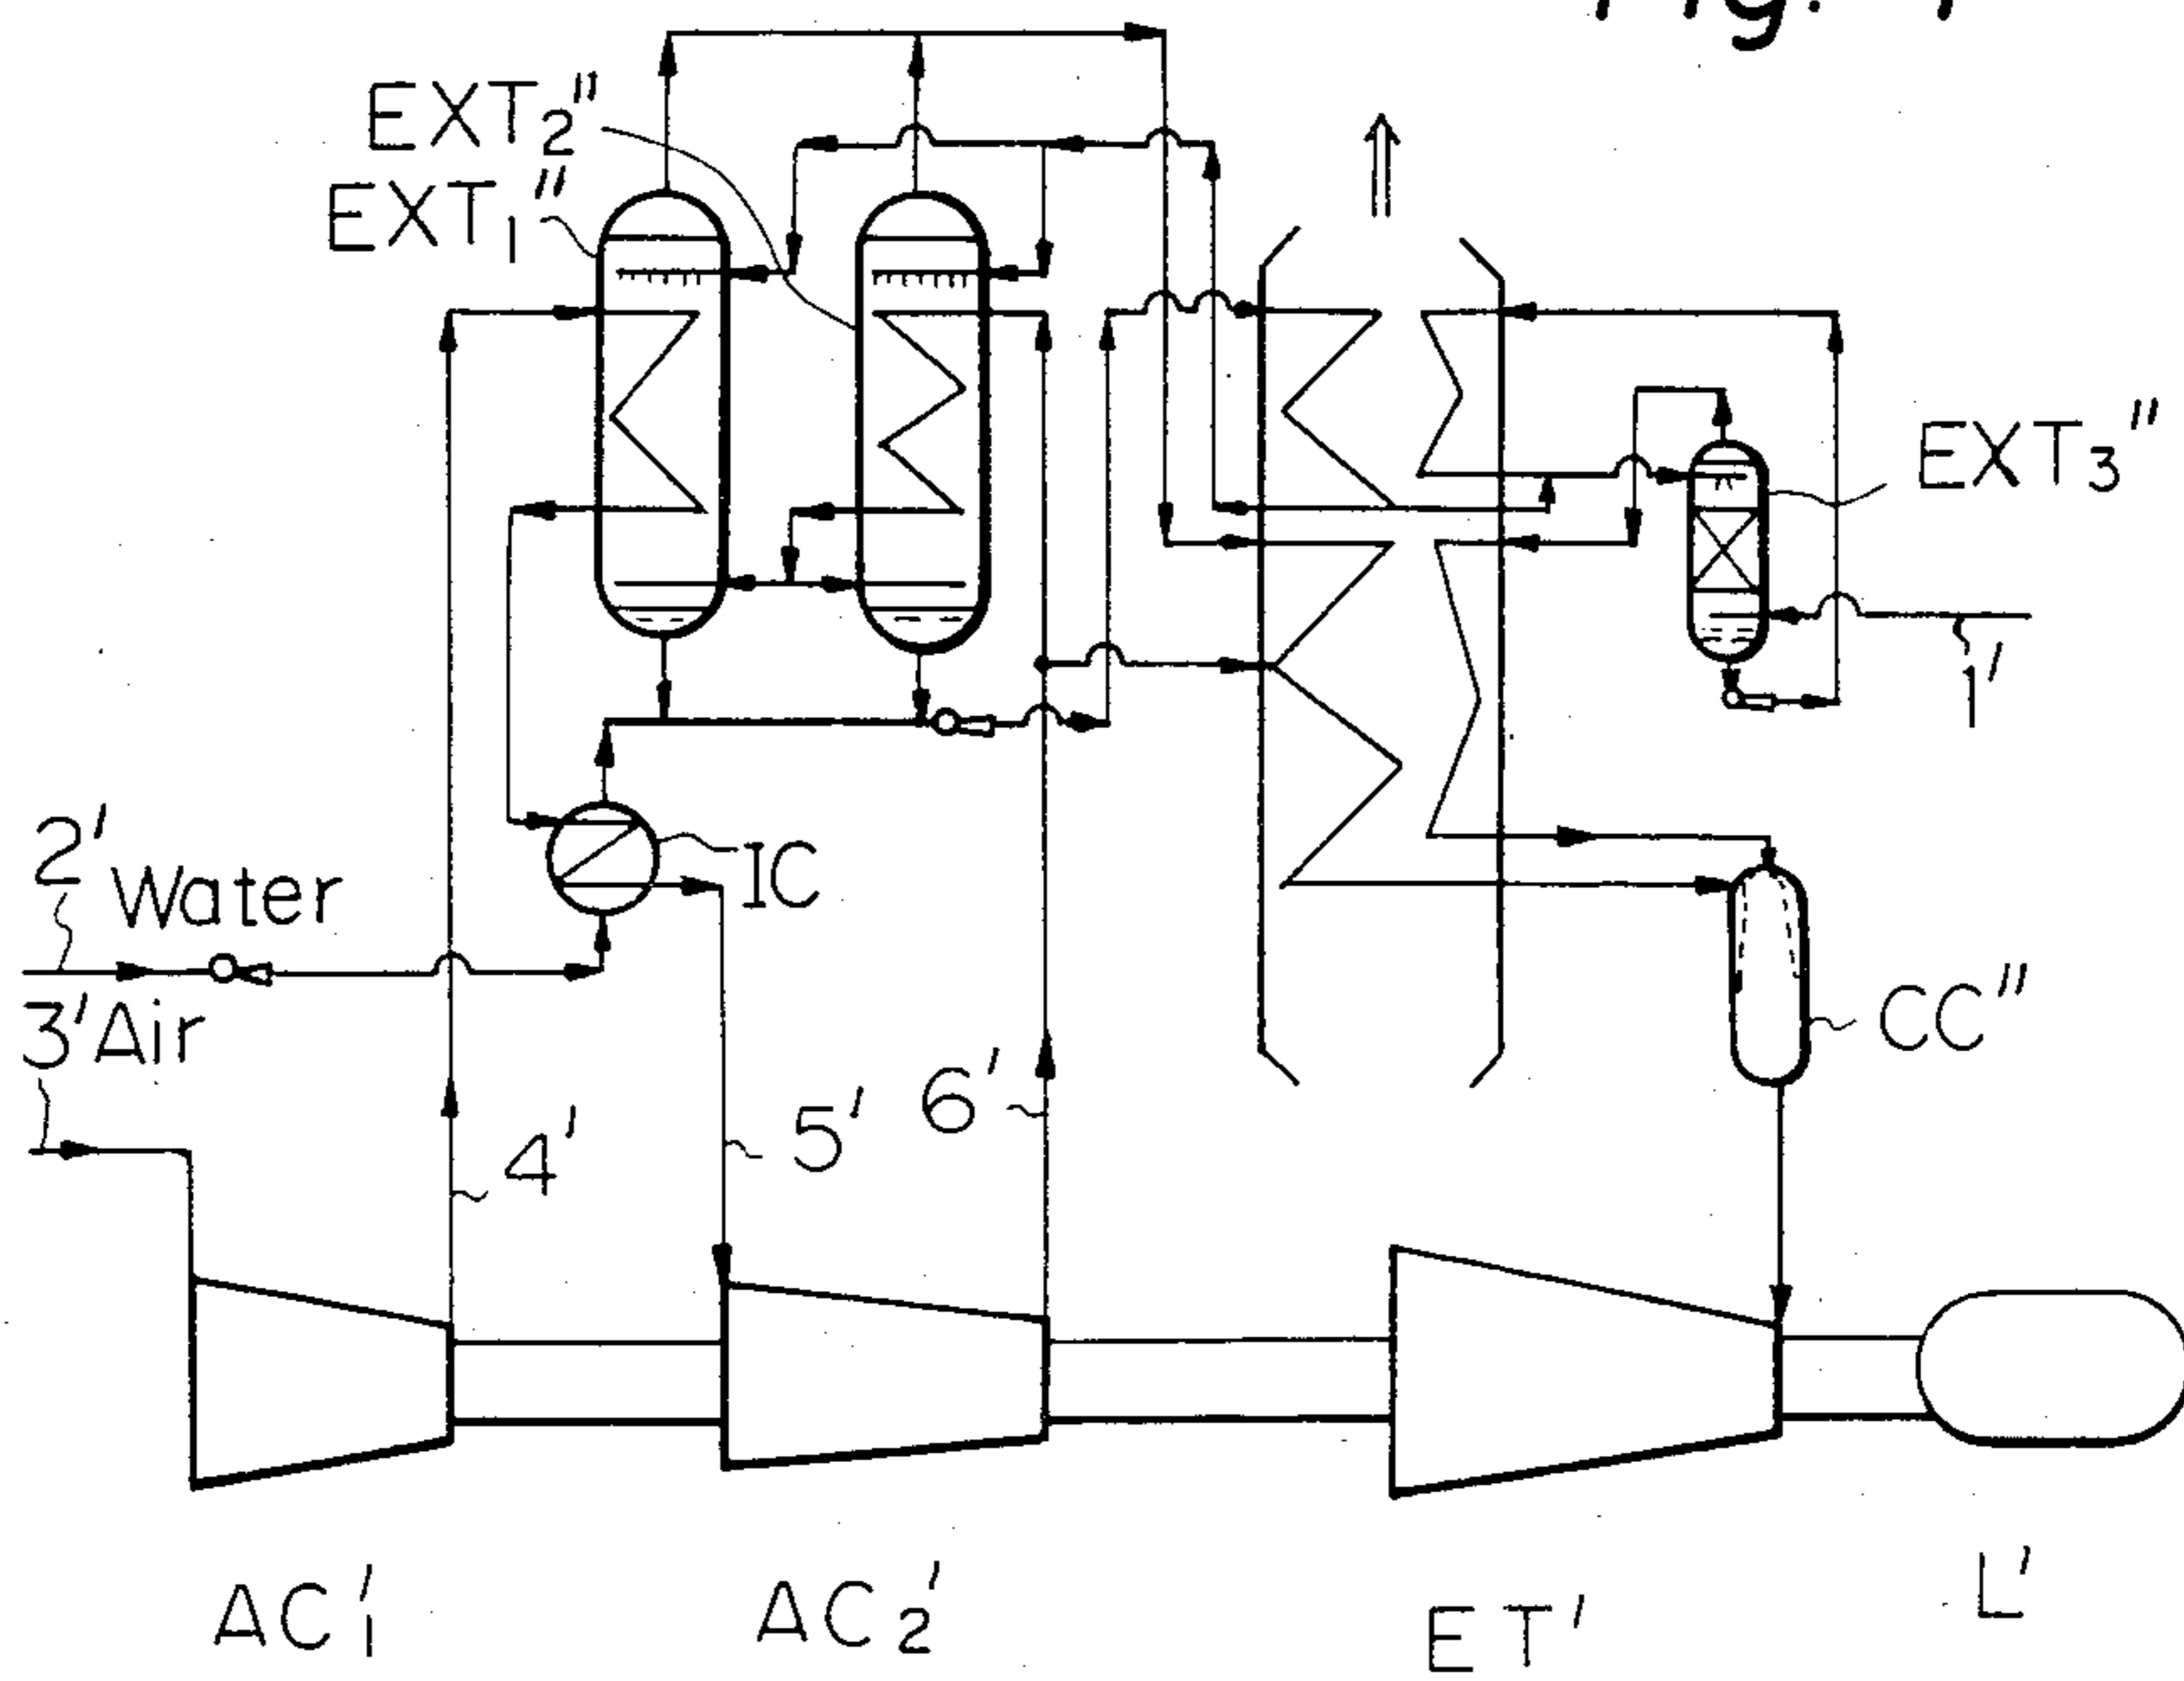 EXT2"
EXT1"
EXT3"
1'
2' Water
3' Air
IC
CC"
4'
5'
6'
AC1'
AC2'
ET'
L'